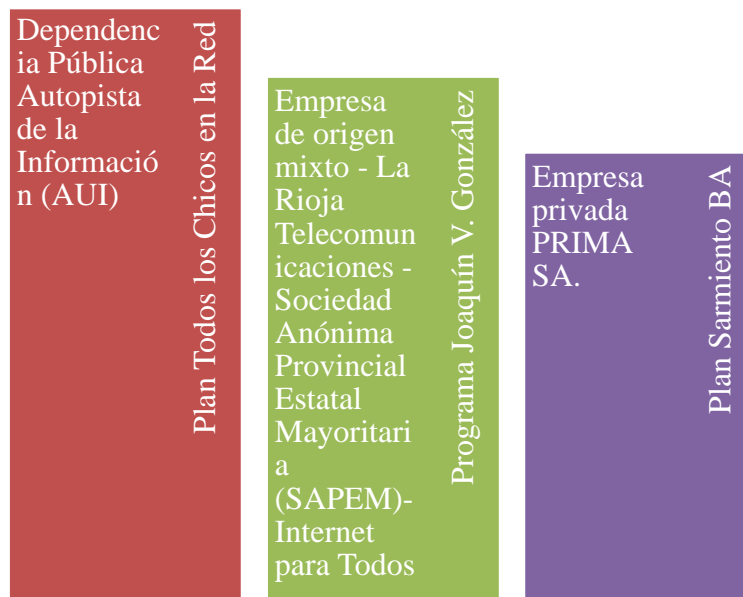 Dependenc
ia Pública
Autopista
de la
Informació
n (AUI)
Plan Todos los Chicos en la Red
Empresa
de origen
mixto - La
Rioja
Telecomun
icaciones -
Sociedad
Anónima
Provincial
Estatal
Mayoritari
a
(SAPEM)-
Internet
para Todos
Programa Joaquín V. González
Empresa
privada
PRIMA
SA.
Plan Sarmiento BA